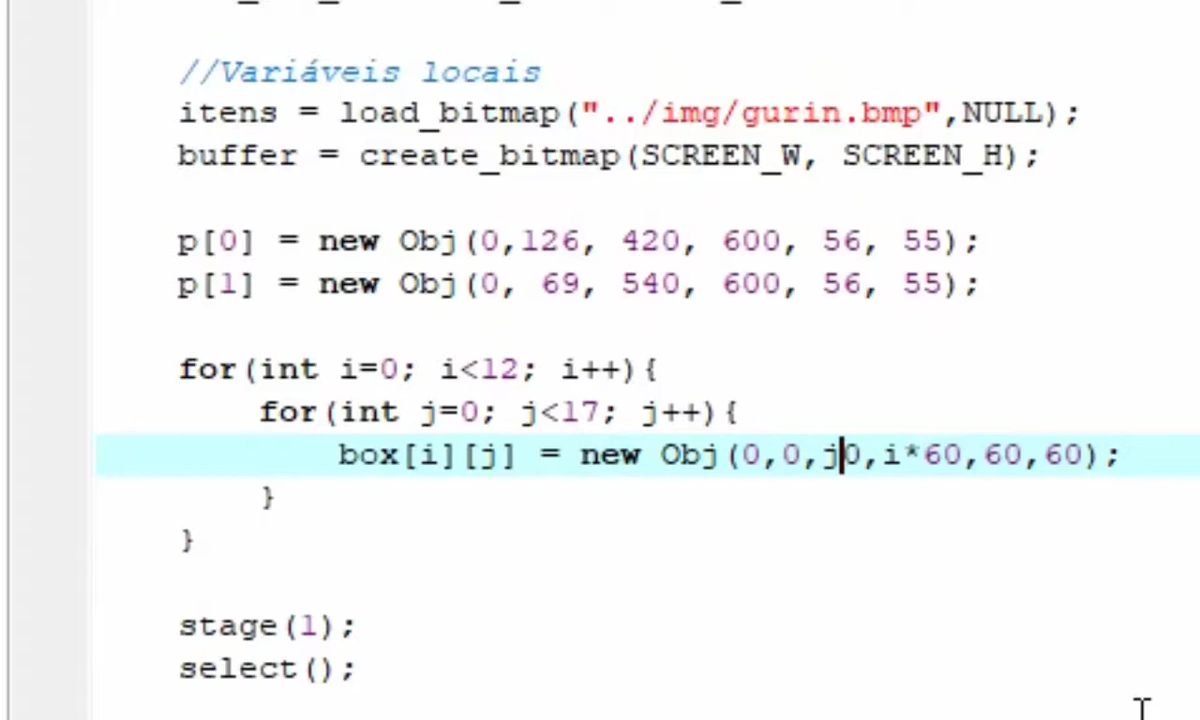 //Variáveis locais
itens = load_bitmap("../img/gurin.bmp",NULL);
buffer = create_bitmap(SCREEN_W, SCREEN_H);
p[0] = new Obj(0,126, 420, 600, 56, 55);
p[1] = new Obj(0, 69, 540, 600, 56, 55);
for(int i=0; i<12; i++){
for(int j=0; j<17; j++){
box[i][j] = new Obj(0,0,j0,i*60,60,60);
}
}
stage(1);
select();